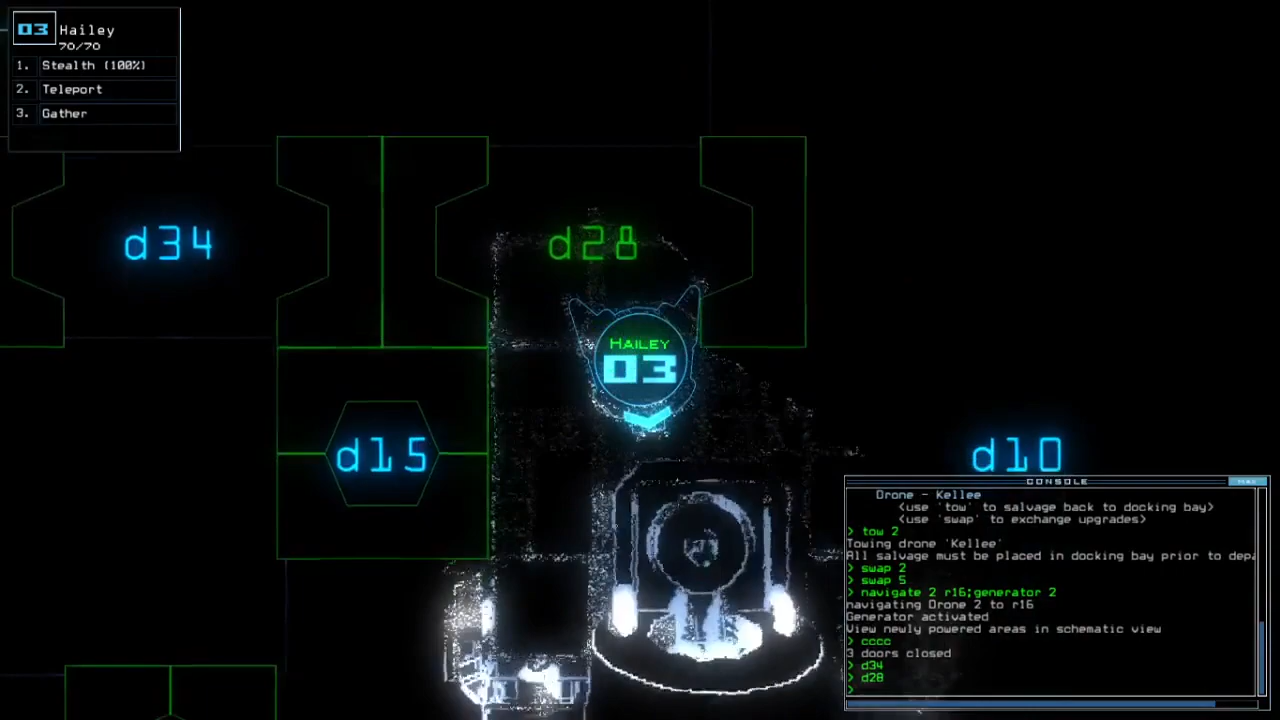 03 Hailey
70/70
1. Stealth (100%)
2. Teleport
3. Gather
d34
d28
HAILEY
03
d15
d10
CONSOLE
Drone - Kellee
<use 'tow' to salvage back to docking bay>
<use 'swap' to exchange upgrades>
> tow 2
Towing drone 'Kellee'
All salvage must be placed in docking bay prior to depa
> swap 2
> swap 5
> navigate 2 r16;generator 2
navigating Drone 2 to r16
Generator activated
View newly powered areas in schematic view
> cccc
3 doors closed
> d34
> d28
>